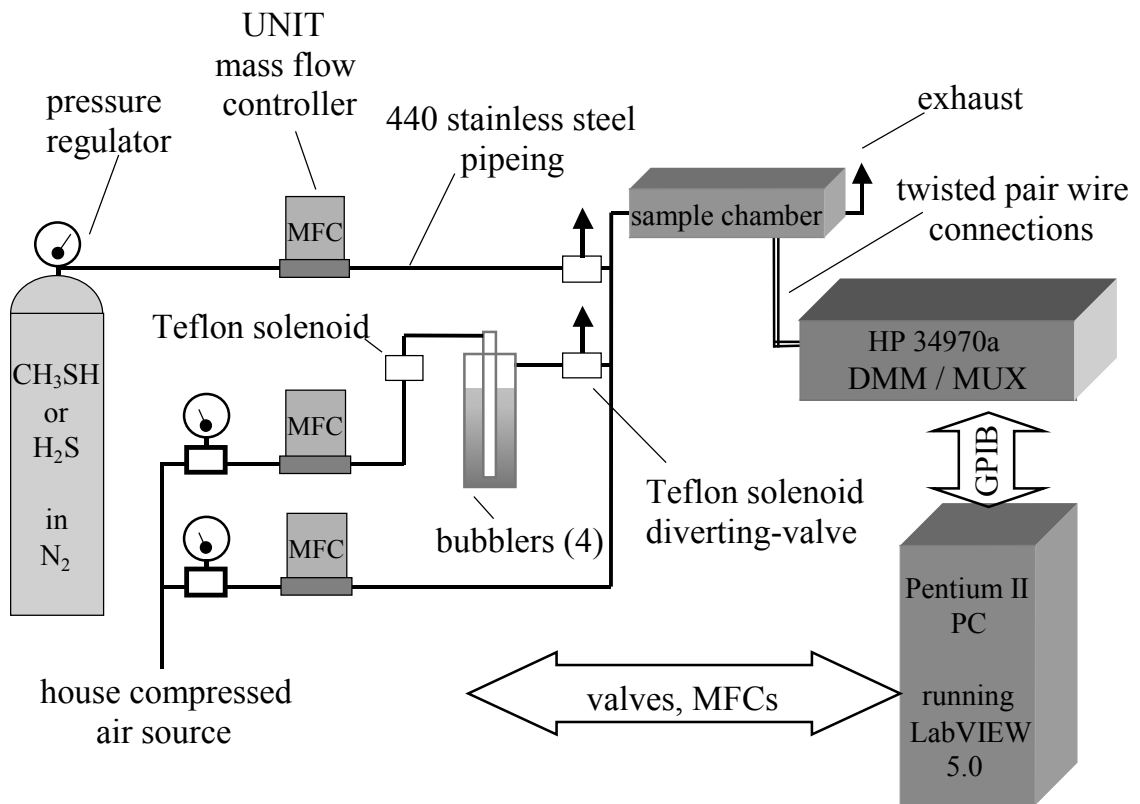 UNIT
mass flow
controller
pressure
regulator
440 stainless steel
pipeing
exhaust
twisted pair wire
connections
MFC
sample chamber
Teflon solenoid
HP 34970a
DMM / MUX
CH₃SH
or
H₂S
in
N₂
MFC
GPIB
Teflon solenoid
diverting-valve
bubblers (4)
MFC
Pentium II
PC
running
LabVIEW
5.0
house compressed
air source
valves, MFCs